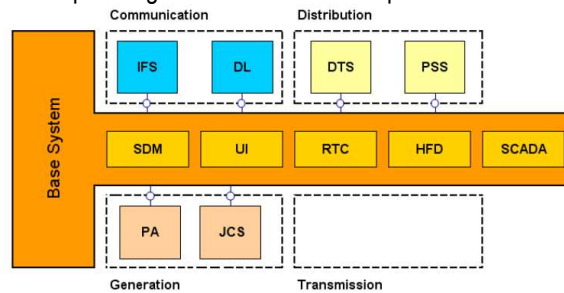 Communication
Distribution
IFS
DL
DTS
PSS
Base System
SDM
UI
RTC
HFD
SCADA
PA
JCS
Generation
Transmission